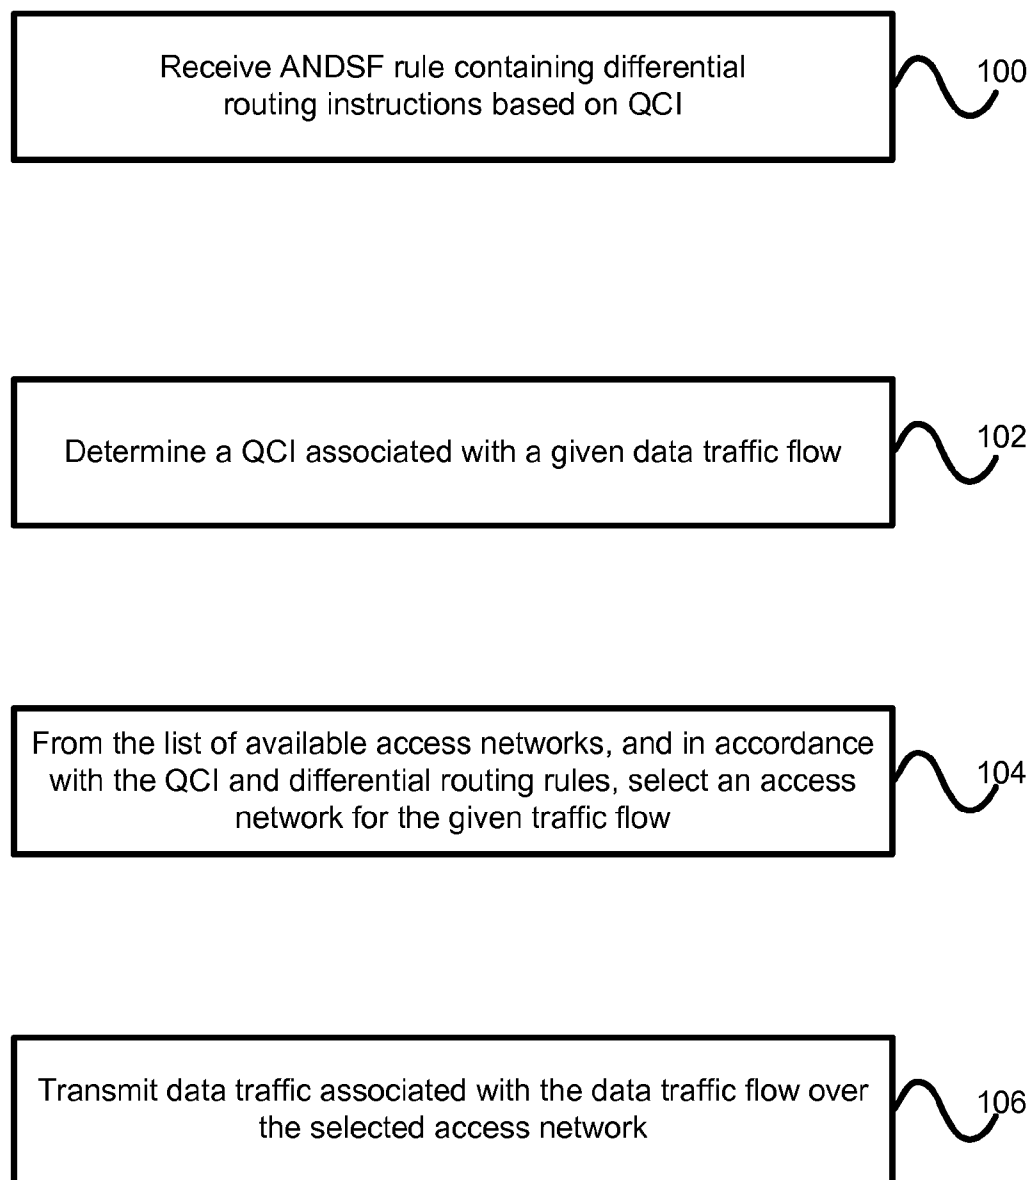 Receive ANDSF rule containing differential
routing instructions based on QCI
100
Determine a QCI associated with a given data traffic flow
102
From the list of available access networks, and in accordance
with the QCI and differential routing rules, select an access
network for the given traffic flow
104
Transmit data traffic associated with the data traffic flow over
the selected access network
106